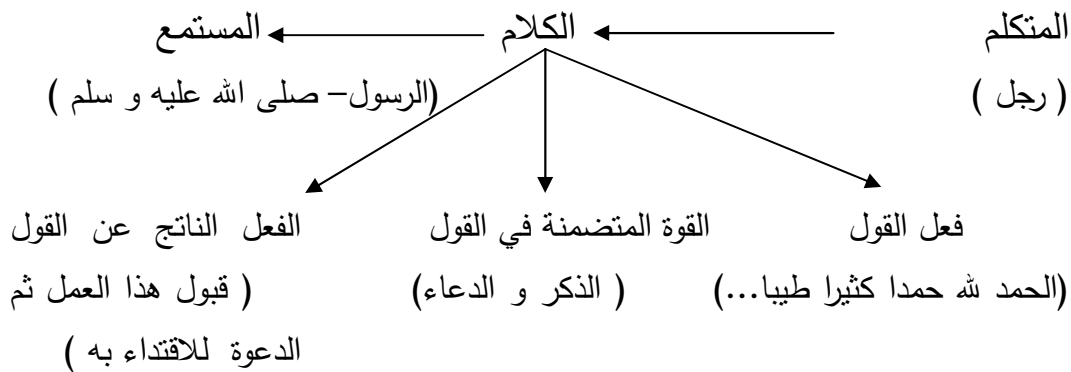 المتكلم الكلام المستمع
( رجل ) (الرسول– صلى الله عليه و سلم )
فعل القول القوة المتضمنة في القول الفعل الناتج عن القول
(الحمد لله حمدا كثيرا طيبا...) ( الذكر و الدعاء) ( قبول هذا العمل ثم
الدعوة للاقتداء به )